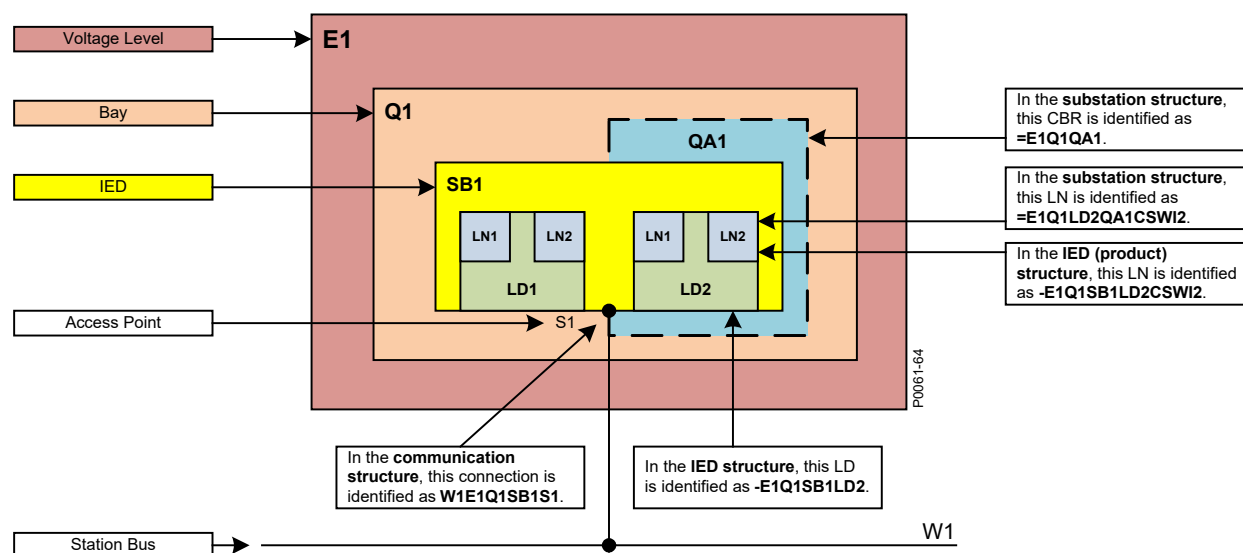 Voltage Level
E1
Bay
Q1
In the substation structure,
this CBR is identified as
=E1Q1QA1.
QA1
IED
SB1
In the substation structure,
this LN is identified as
=E1Q1LD2QA1CSWI2.
LN1
LN2
LN1
LN2
In the IED (product)
structure, this LN is identified
as -E1Q1SB1LD2CSWI2.
LD1
LD2
Access Point
S1
P0061-64
In the communication
structure, this connection is
identified as W1E1Q1SB1S1.
In the IED structure, this LD
is identified as -E1Q1SB1LD2.
Station Bus
W1